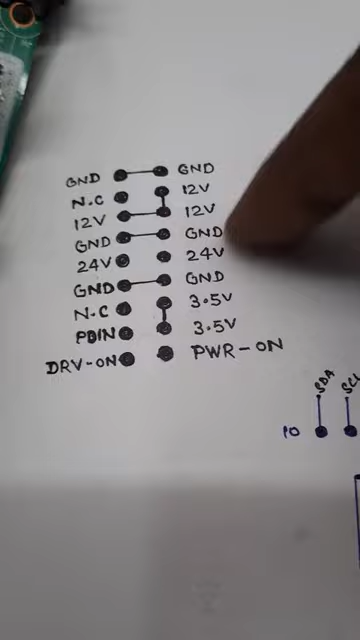 GND GND
N.C 12V
12V 12V
GND GND
24V 24V
GND GND
N.C 3.5V
PDIN 3.5V
DRV-ON PWR-ON
SDA SCL
10